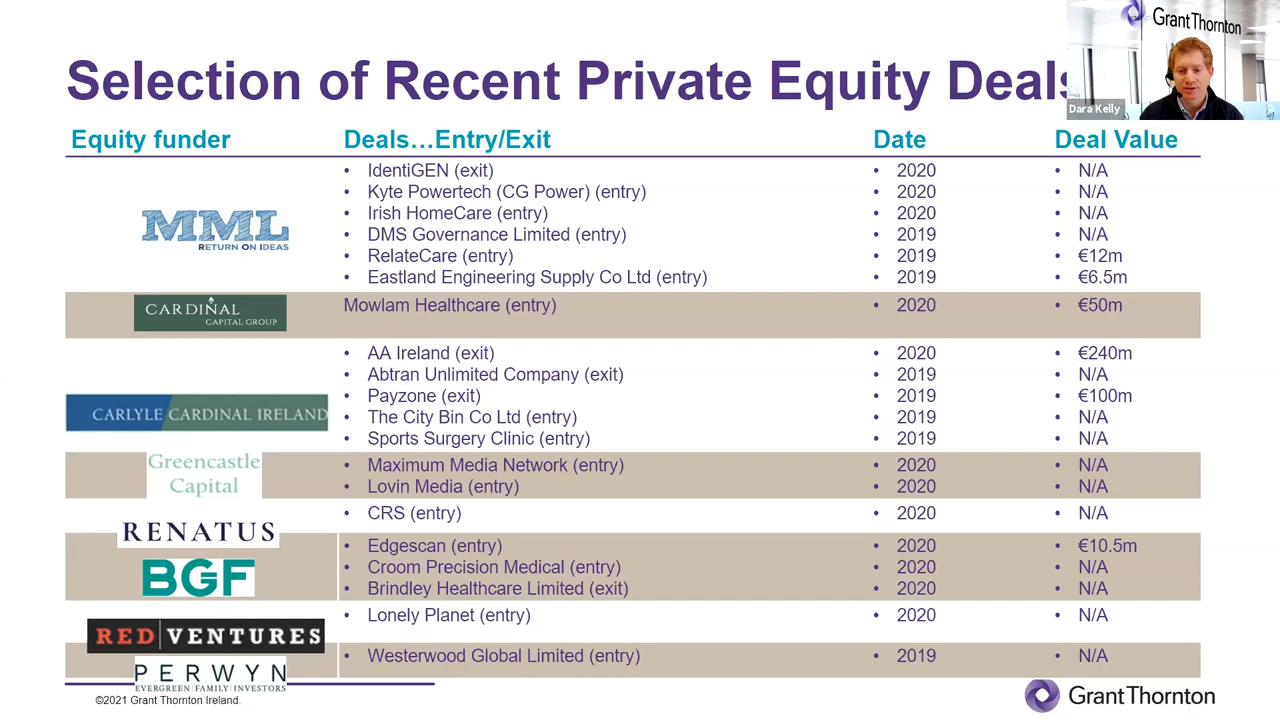 Grant Thornton
Selection of Recent Private Equity Deals
Dara Kelly
Equity funder Deals…Entry/Exit Date Deal Value
MML
RETURN ON IDEAS
• IdentiGEN (exit) • 2020 • N/A
• Kyte Powertech (CG Power) (entry) • 2020 • N/A
• Irish HomeCare (entry) • 2020 • N/A
• DMS Governance Limited (entry) • 2019 • N/A
• RelateCare (entry) • 2019 • €12m
• Eastland Engineering Supply Co Ltd (entry) • 2019 • €6.5m
CARDINAL
CAPITAL GROUP
Mowlam Healthcare (entry) • 2020 • €50m
CARLYLE CARDINAL IRELAND
• AA Ireland (exit) • 2020 • €240m
• Abtran Unlimited Company (exit) • 2019 • N/A
• Payzone (exit) • 2019 • €100m
• The City Bin Co Ltd (entry) • 2019 • N/A
• Sports Surgery Clinic (entry) • 2019 • N/A
Greencastle
Capital
• Maximum Media Network (entry) • 2020 • N/A
• Lovin Media (entry) • 2020 • N/A
RENATUS
• CRS (entry) • 2020 • N/A
BGF
• Edgescan (entry) • 2020 • €10.5m
• Croom Precision Medical (entry) • 2020 • N/A
• Brindley Healthcare Limited (exit) • 2020 • N/A
RED VENTURES
• Lonely Planet (entry) • 2020 • N/A
PERWYN
EVERGREEN|FAMILY|INVESTORS
• Westerwood Global Limited (entry) • 2019 • N/A
©2021 Grant Thornton Ireland.
Grant Thornton